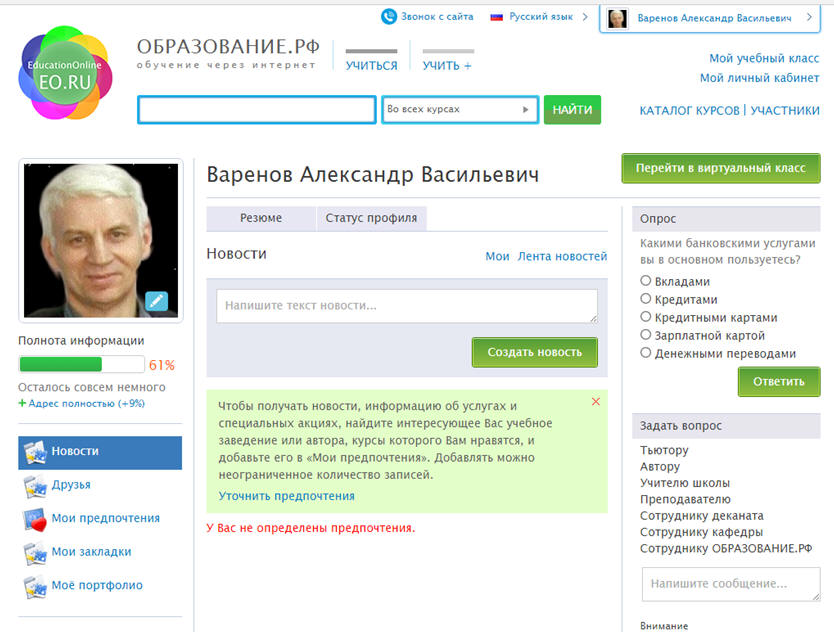 Звонок с сайта
Русский язык
Варенов Александр Васильевич
EducationOnline
EO.RU
ОБРАЗОВАНИЕ.РФ
обучение через интернет
УЧИТЬСЯ
УЧИТЬ +
Мой учебный класс
Мой личный кабинет
Во всех курсах
НАЙТИ
КАТАЛОГ КУРСОВ | УЧАСТНИКИ
Варенов Александр Васильевич
Перейти в виртуальный класс
Полнота информации
61%
Осталось совсем немного
+ Адрес полностью (+9%)
Новости
Друзья
Мои предпочтения
Мои закладки
Моё портфолио
Резюме
Статус профиля
Новости
Мои
Лента новостей
Напишите текст новости...
Создать новость
Чтобы получать новости, информацию об услугах и
специальных акциях, найдите интересующее Вас учебное
заведение или автора, курсы которого Вам нравятся, и
добавьте его в «Мои предпочтения». Добавлять можно
неограниченное количество записей.
Уточнить предпочтения
У Вас не определены предпочтения.
Опрос
Какими банковскими услугами
вы в основном пользуетесь?
Вкладами
Кредитами
Кредитными картами
Зарплатной картой
Денежными переводами
Ответить
Задать вопрос
Тьютору
Автору
Учителю школы
Преподавателю
Сотруднику деканата
Сотруднику кафедры
Сотруднику ОБРАЗОВАНИЕ.РФ
Напишите сообщение...
Внимание